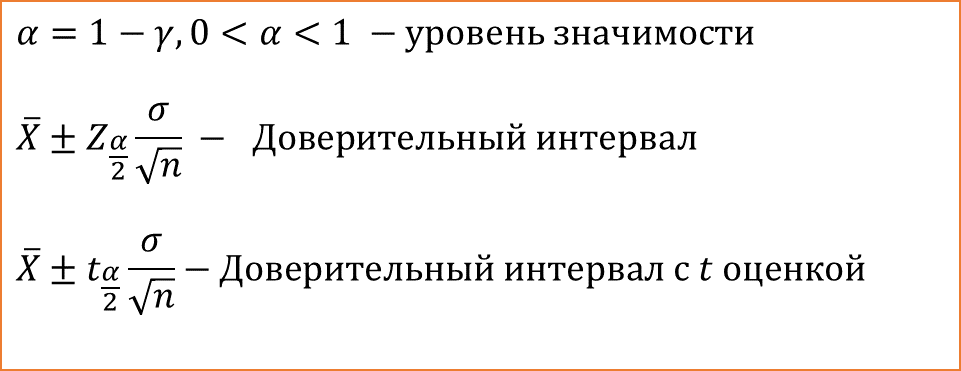 α = 1 − γ, 0 < α < 1 − уровень значимости
X̄ ± Z_{α/2} σ/√n − Доверительный интервал
X̄ ± t_{α/2} σ/√n − Доверительный интервал с t оценкой